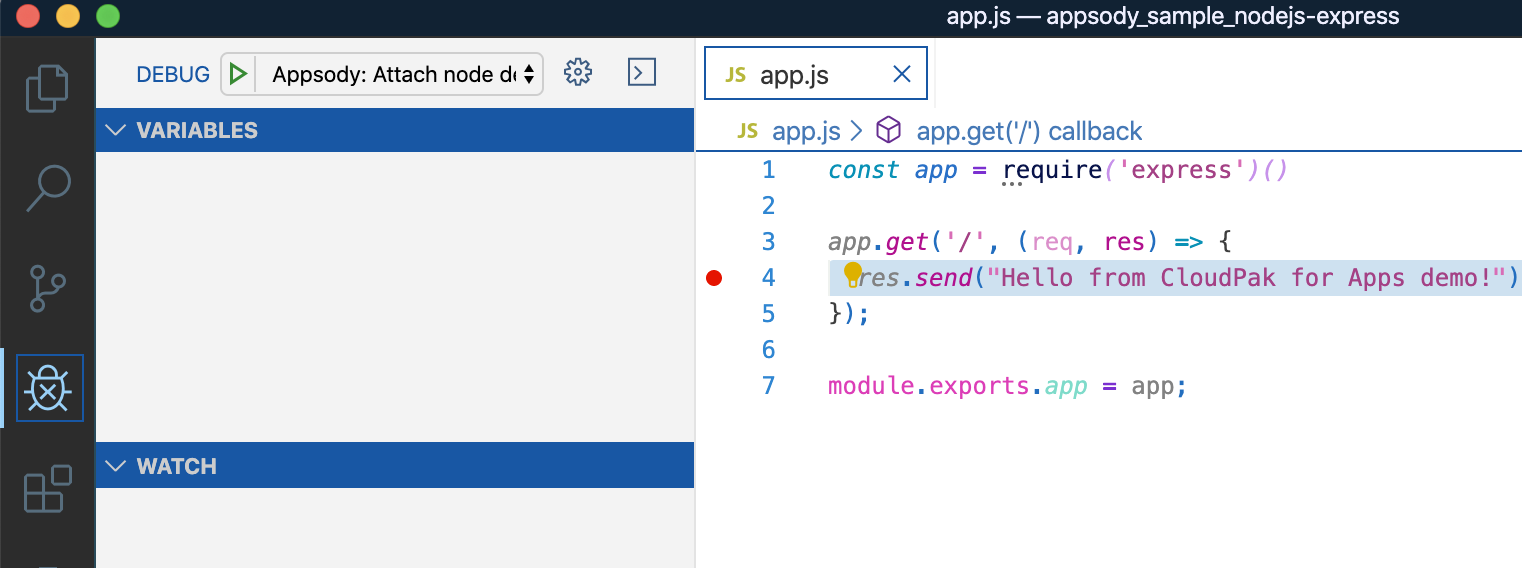 app.js — appsody_sample_nodejs-express
DEBUG Appsody: Attach node de
VARIABLES
WATCH
JS app.js
JS app.js > app.get('/') callback
1 const app = require('express')()
2
3 app.get('/', (req, res) => {
4 res.send("Hello from CloudPak for Apps demo!")
5 });
6
7 module.exports.app = app;